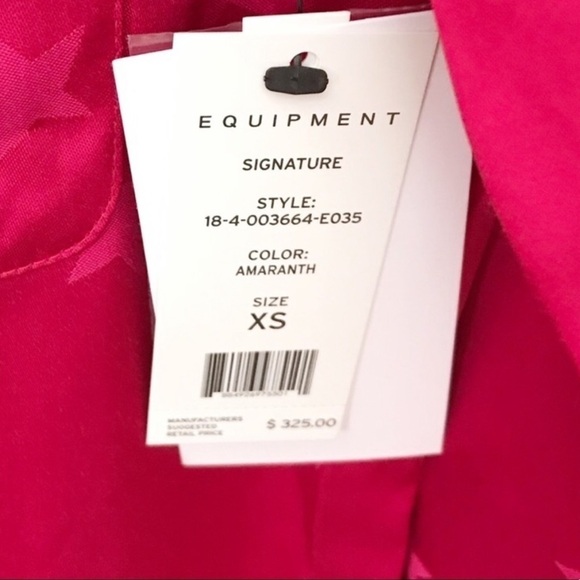 EQUIPMENT
SIGNATURE
STYLE:
18-4-003664-E035
COLOR:
AMARANTH
SIZE
XS
MANUFACTURERS
SUGGESTED
RETAIL PRICE
$ 325.00